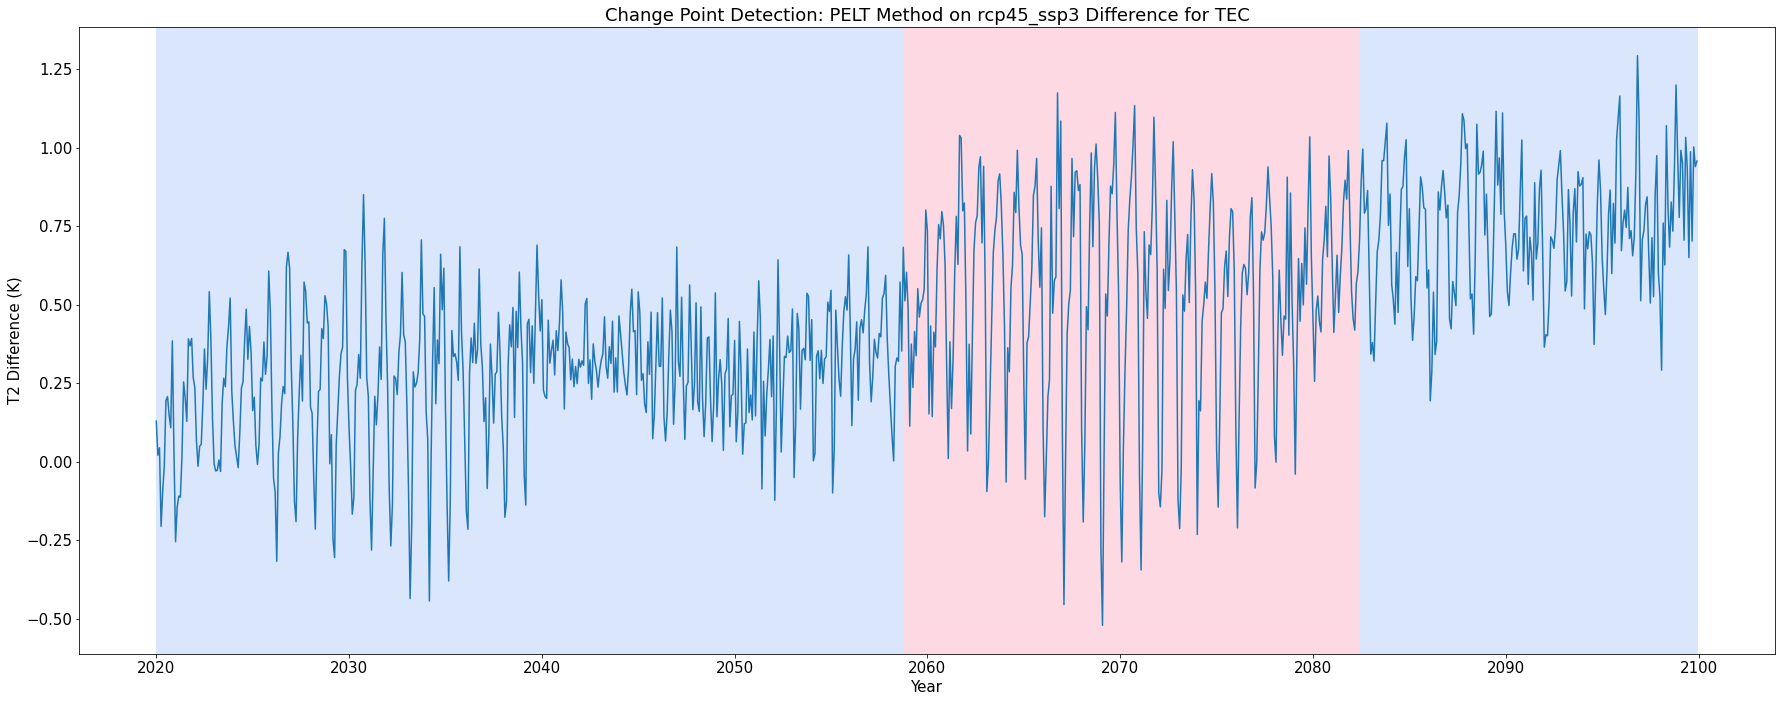 Change Point Detection: PELT Method on rcp45_ssp3 Difference for TEC
T2 Difference (K)
1.25
1.00
0.75
0.50
0.25
0.00
−0.25
−0.50
2020 2030 2040 2050 2060 2070 2080 2090 2100
Year